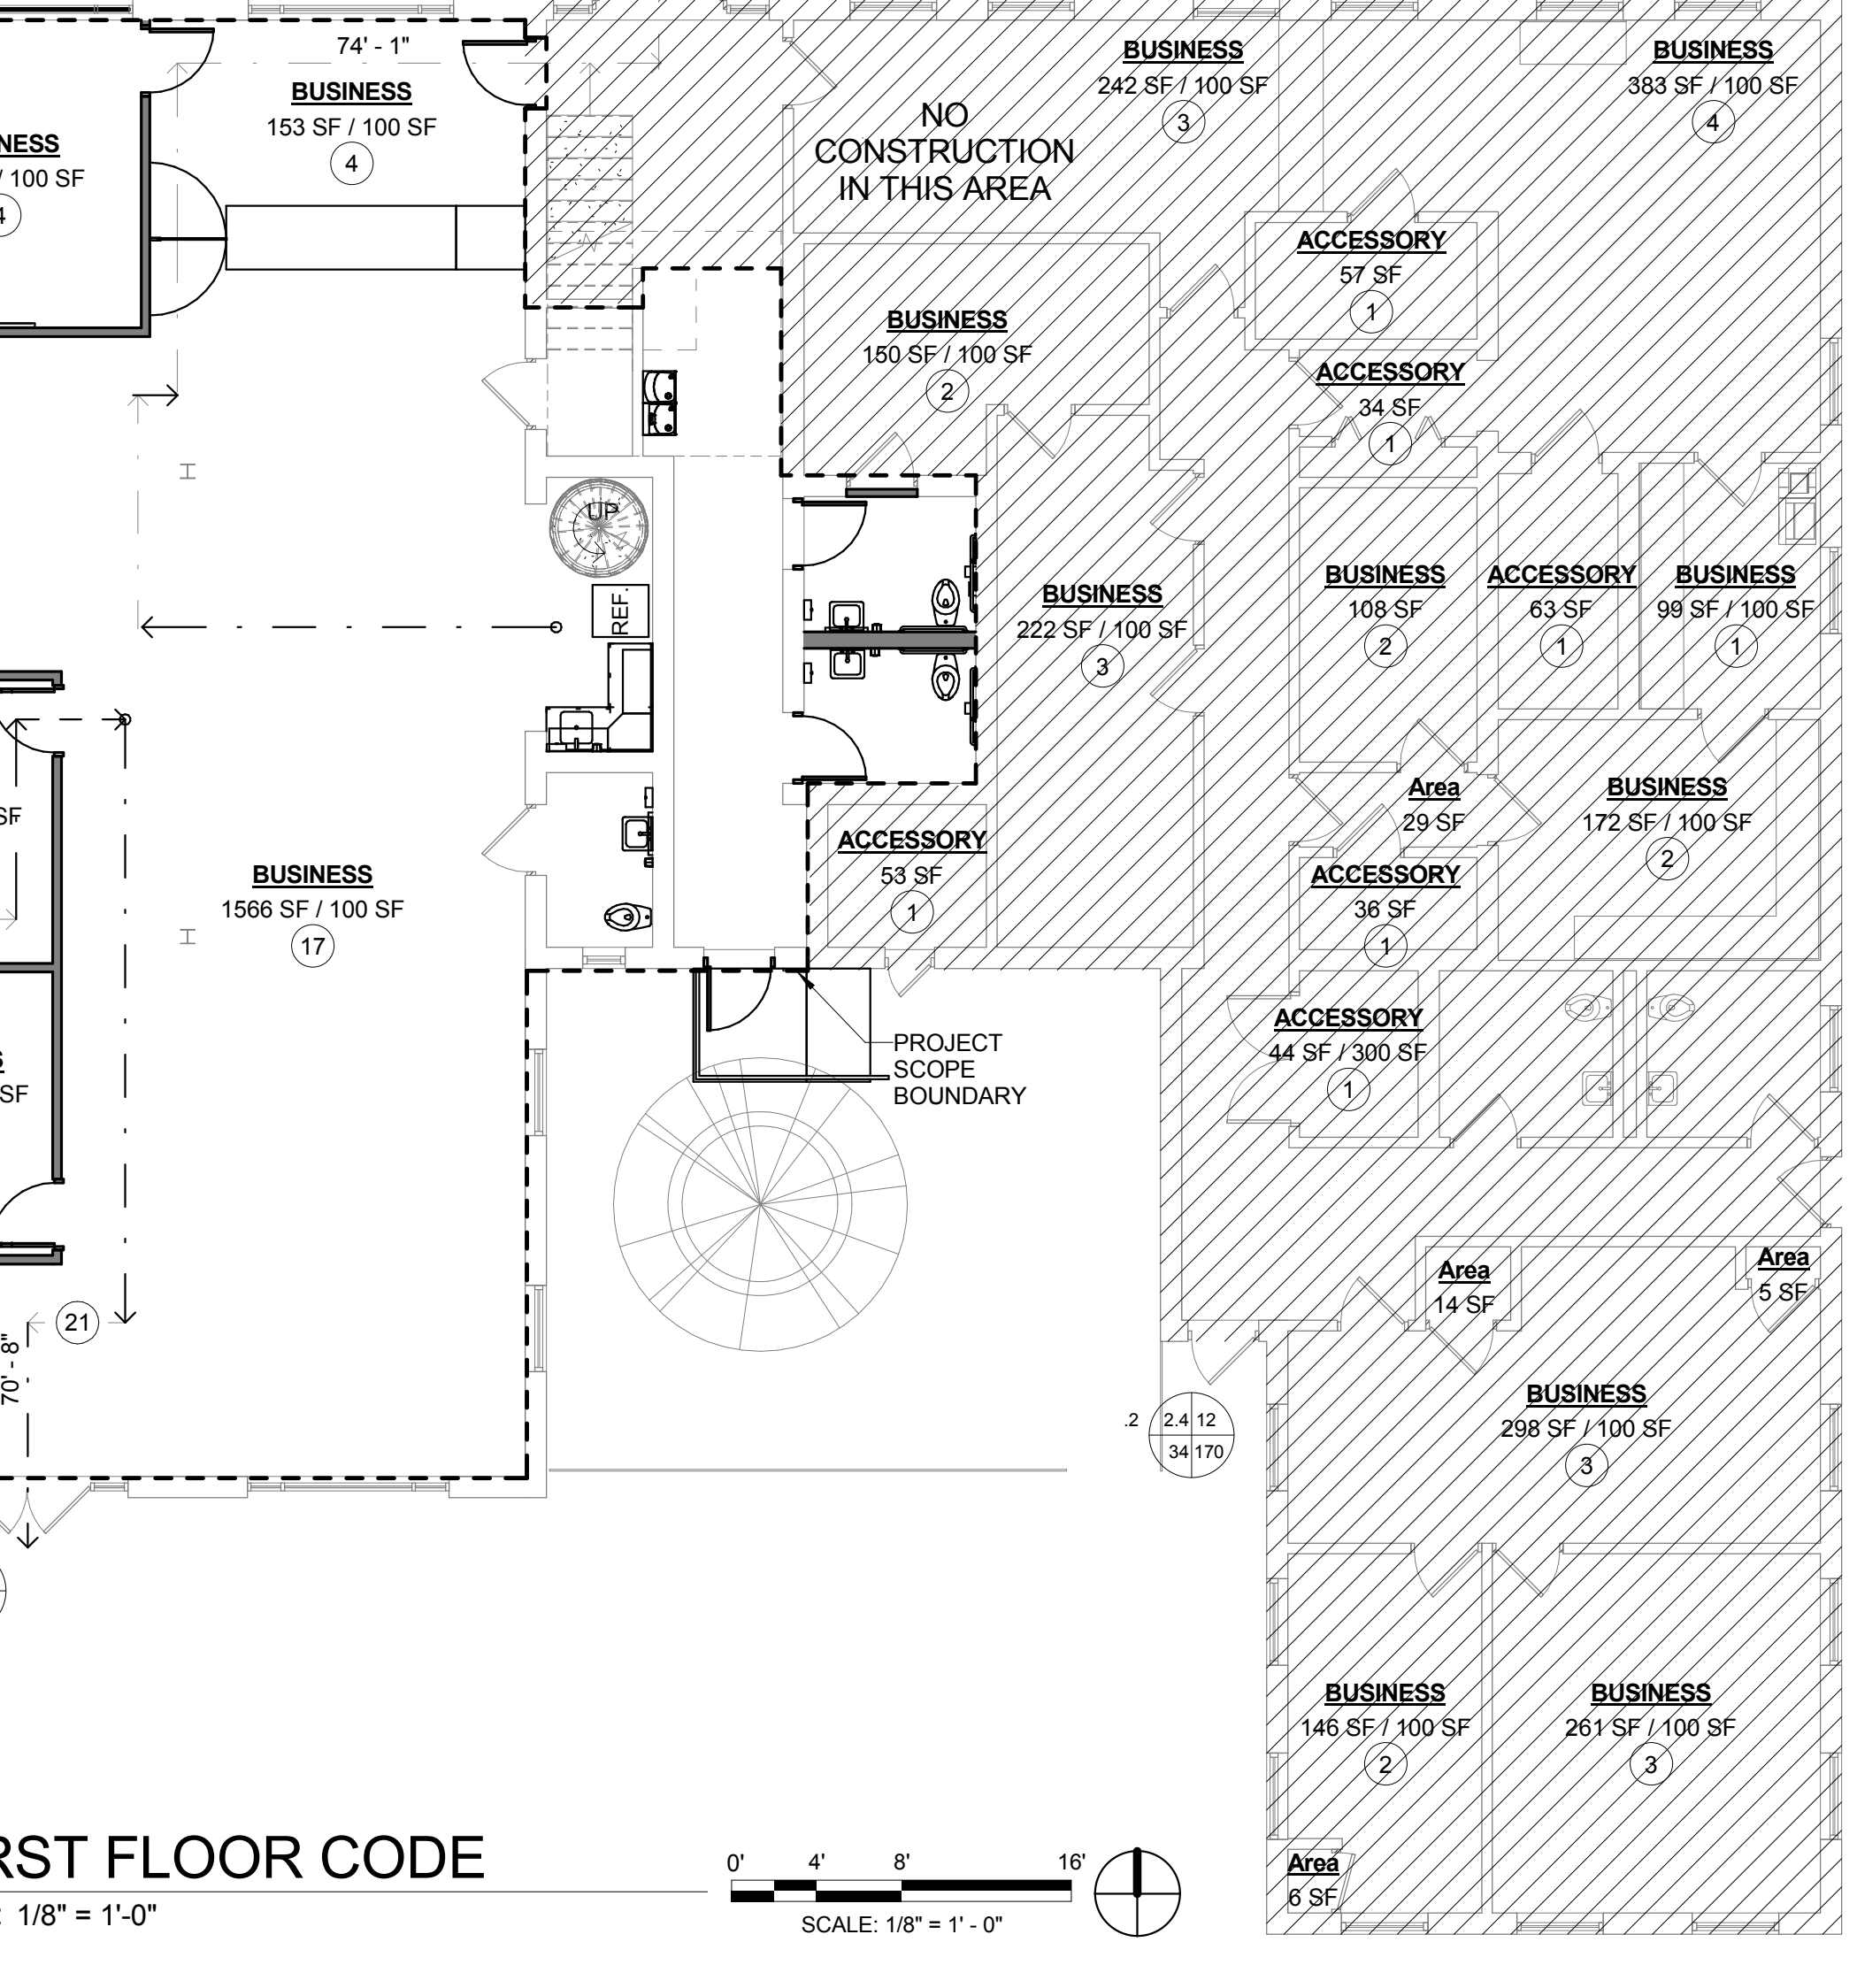 74' - 1"
BUSINESS
153 SF / 100 SF
4
NESS
/ 100 SF
4
NO
CONSTRUCTION
IN THIS AREA
BUSINESS
242 SF / 100 SF
3
BUSINESS
383 SF / 100 SF
4
ACCESSORY
57 SF
1
BUSINESS
150 SF / 100 SF
2
ACCESSORY
34 SF
1
UP
REF.
BUSINESS
222 SF / 100 SF
3
BUSINESS
108 SF
2
ACCESSORY
63 SF
1
BUSINESS
99 SF / 100 SF
1
SF
BUSINESS
1566 SF / 100 SF
17
ACCESSORY
53 SF
1
Area
29 SF
BUSINESS
172 SF / 100 SF
2
ACCESSORY
36 SF
1
ACCESSORY
44 SF / 300 SF
1
S
SF
PROJECT
SCOPE
BOUNDARY
21
70' - 8"
Area
14 SF
Area
5 SF
.2
2.4 12
34 170
BUSINESS
298 SF / 100 SF
3
BUSINESS
146 SF / 100 SF
2
BUSINESS
261 SF / 100 SF
3
Area
6 SF
RST FLOOR CODE
: 1/8" = 1'-0"
0' 4' 8' 16'
SCALE: 1/8" = 1' - 0"